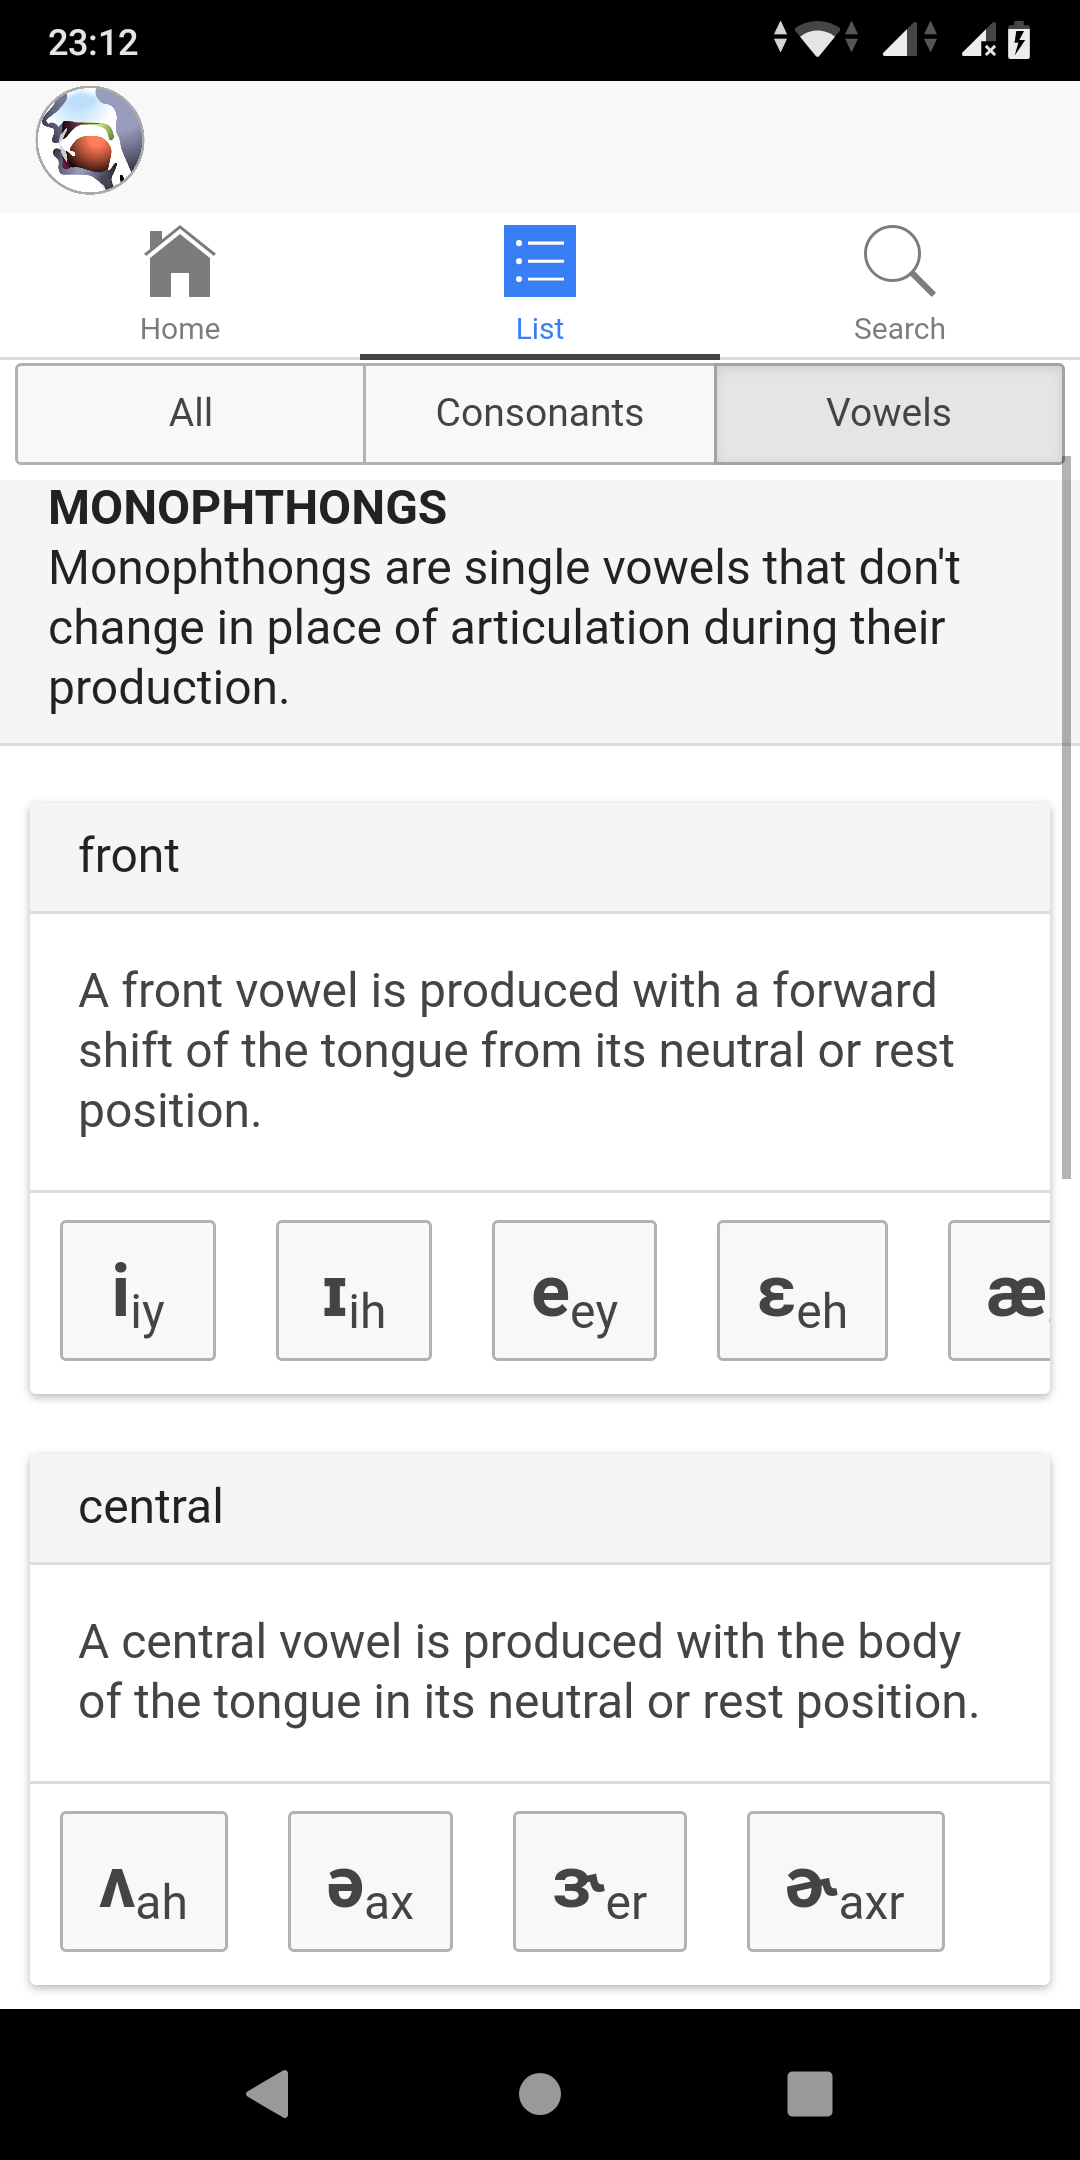 23:12
Home List Search
All Consonants Vowels
MONOPHTHONGS
Monophthongs are single vowels that don't
change in place of articulation during their
production.
front
A front vowel is produced with a forward
shift of the tongue from its neutral or rest
position.
i iy ɪ ih e ey ɛ eh æ
central
A central vowel is produced with the body
of the tongue in its neutral or rest position.
ʌ ah ə ax ɝ er ɚ axr